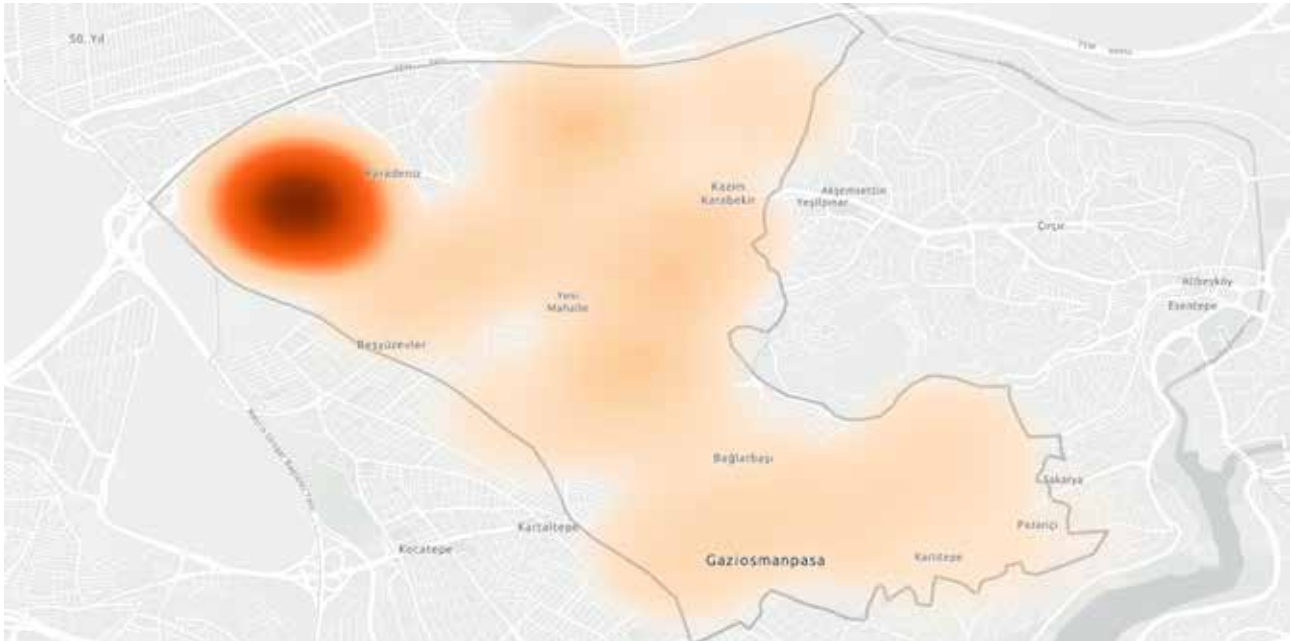 50. Yıl
Karadeniz
Kazım
Karabekir
Akşemsettin
Yeşilpınar
Çırçır
Alibeyköy
Esentepe
Yeni
Mahalle
Beşyüzevler
Bağlarbaşı
Sakarya
Pazariçi
Kartaltepe
Kocatepe
Gaziosmanpasa
Karlıtepe